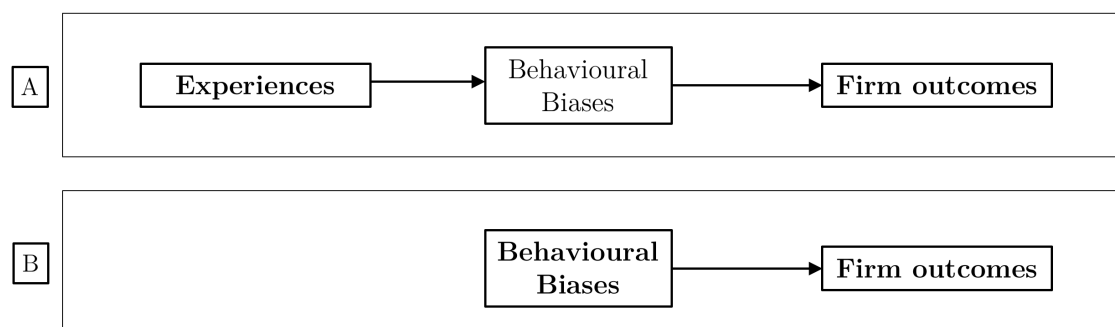 A
Experiences
Behavioural
Biases
Firm outcomes
B
Behavioural
Biases
Firm outcomes